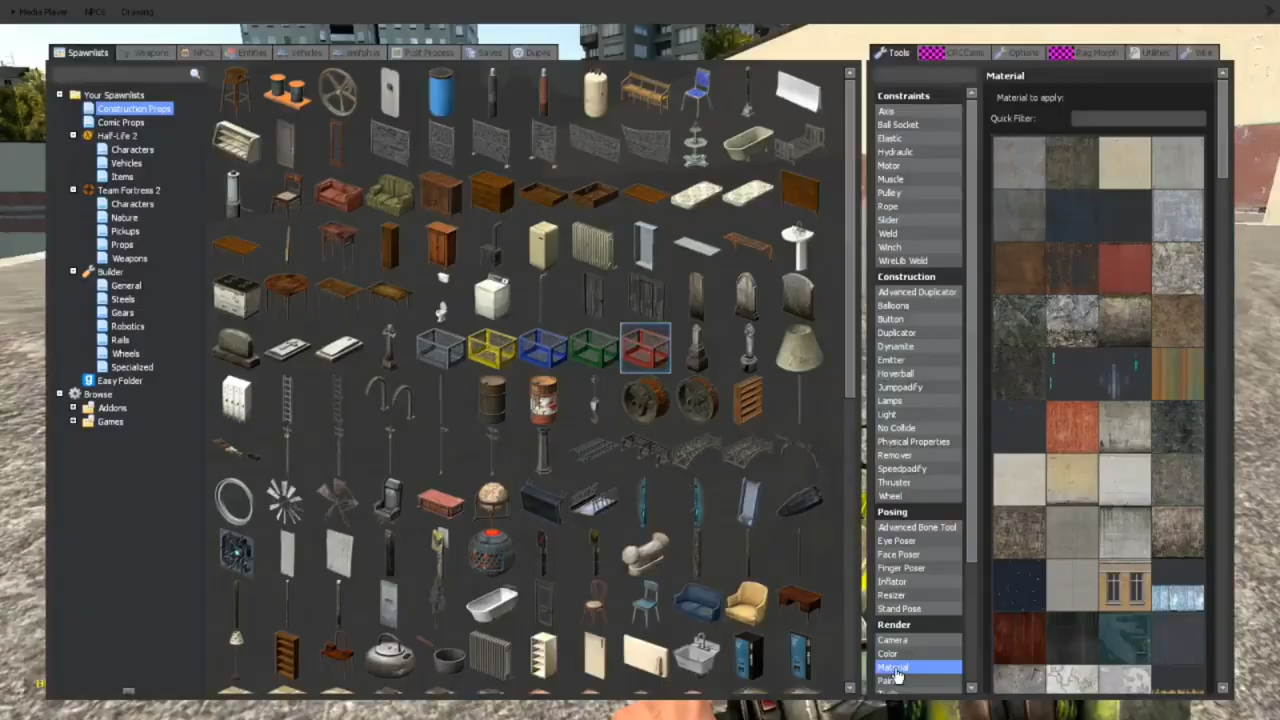 Media Player NPCs Drawing
Spawnlists Weapons NPCs Entities Vehicles Post Process Saves Dupes
Tools Options Rag Morph Utilities Wire
Your Spawnlists
Construction Props
Comic Props
Half-Life 2
Characters
Vehicles
Items
Team Fortress 2
Characters
Nature
Pickups
Props
Weapons
Builder
General
Steels
Gears
Robotics
Rails
Wheels
Specialized
Easy Folder
Browse
Addons
Games
Constraints
Axis
Ball Socket
Elastic
Hydraulic
Motor
Muscle
Pulley
Rope
Slider
Weld
Winch
WireLib Weld
Construction
Advanced Duplicator
Balloons
Button
Duplicator
Dynamite
Emitter
Hoverball
Jumppadify
Lamps
Light
No Collide
Physical Properties
Remover
Speedpadify
Thruster
Wheel
Posing
Advanced Bone Tool
Eye Poser
Face Poser
Finger Poser
Inflator
Resizer
Stand Pose
Render
Camera
Color
Material
Material
Material to apply:
Quick Filter: